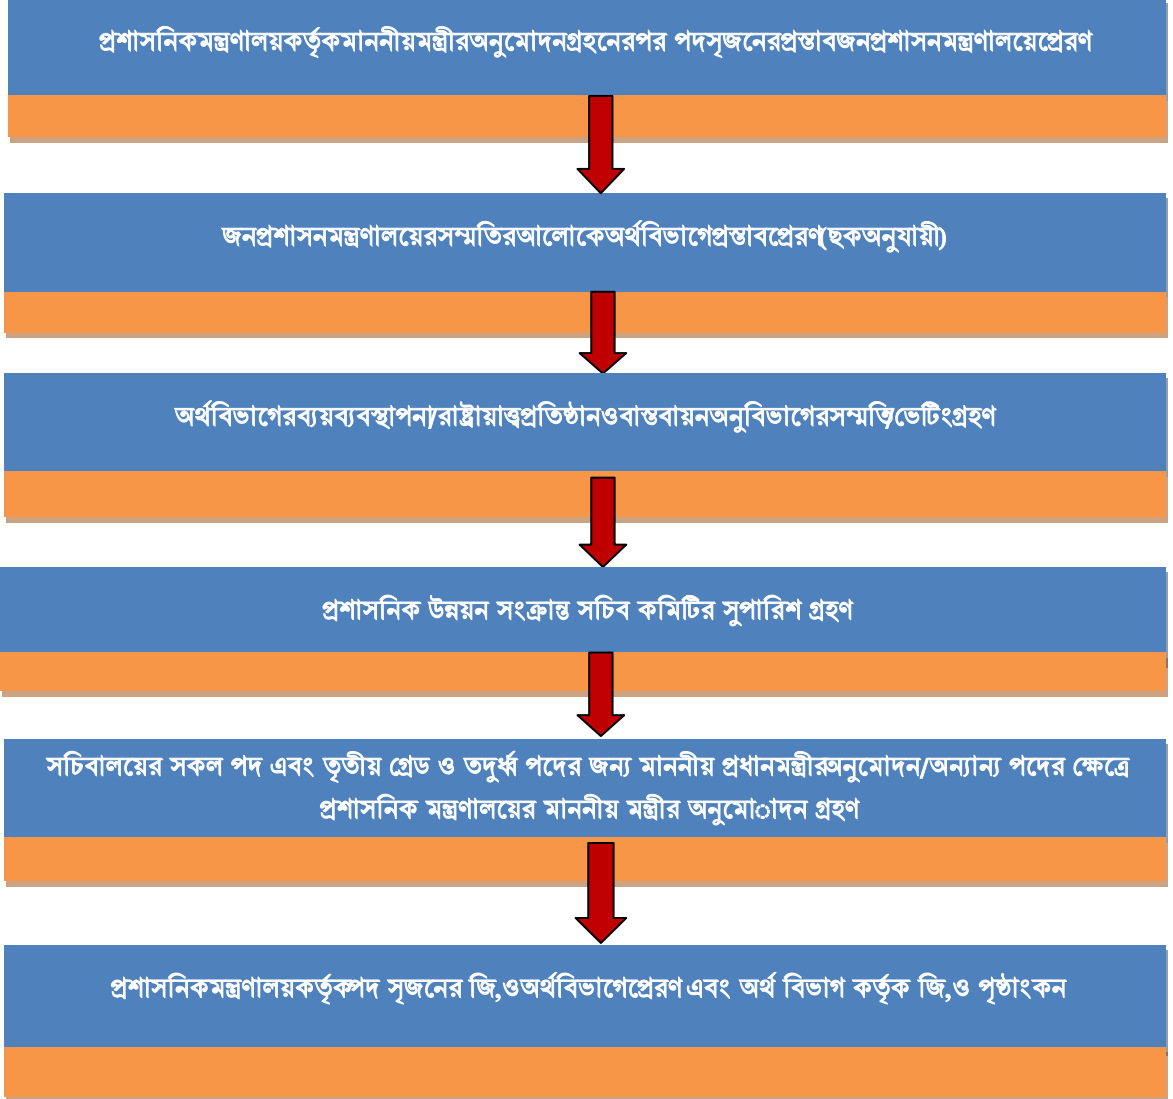 প্রশাসনিকমন্ত্রণালয়কর্তৃকমাননীয়মন্ত্রীরঅনুমোদনগ্রহনেরপর পদসৃজনেরপ্রস্তাবজনপ্রশাসনমন্ত্রণালয়েপ্রেরণ
জনপ্রশাসনমন্ত্রণালয়েরসম্মতিরআলোকেঅর্থবিভাগেপ্রস্তাবপ্রেরণ(ছকঅনুযায়ী)
অর্থবিভাগেরব্যয়ব্যবস্থাপনা/রাষ্ট্রায়াত্ত্বপ্রতিষ্ঠানওবাস্তবায়নঅনুবিভাগেরসম্মতি/ভেটিংগ্রহণ
প্রশাসনিক উন্নয়ন সংক্রান্ত সচিব কমিটির সুপারিশ গ্রহণ
সচিবালয়ের সকল পদ এবং তৃতীয় গ্রেড ও তদুর্ধ্ব পদের জন্য মাননীয় প্রধানমন্ত্রীরঅনুমোদন/অন্যান্য পদের ক্ষেত্রে
প্রশাসনিক মন্ত্রণালয়ের মাননীয় মন্ত্রীর অনুমোাদন গ্রহণ
প্রশাসনিকমন্ত্রণালয়কর্তৃকপদ সৃজনের জি,ওঅর্থবিভাগেপ্রেরণ এবং অর্থ বিভাগ কর্তৃক জি,ও পৃষ্ঠাংকন